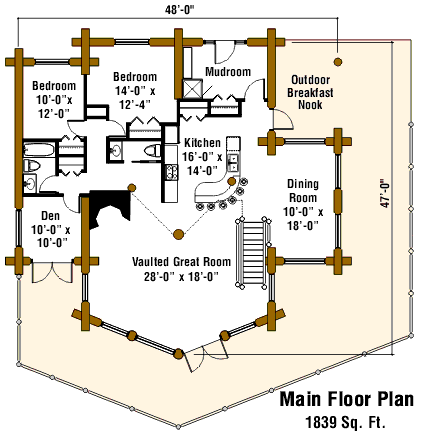 48'-0"
Bedroom
10'-0"x
12'-0"
Bedroom
14'-0" x
12'-4"
Mudroom
Outdoor
Breakfast
Nook
Kitchen
16'-0" x
14'-0"
47'-0"
Dining
Room
10'-0" x
18'-0"
Den
10'-0" x
10'-0"
Vaulted Great Room
28'-0" x 18'-0"
Main Floor Plan
1839 Sq. Ft.